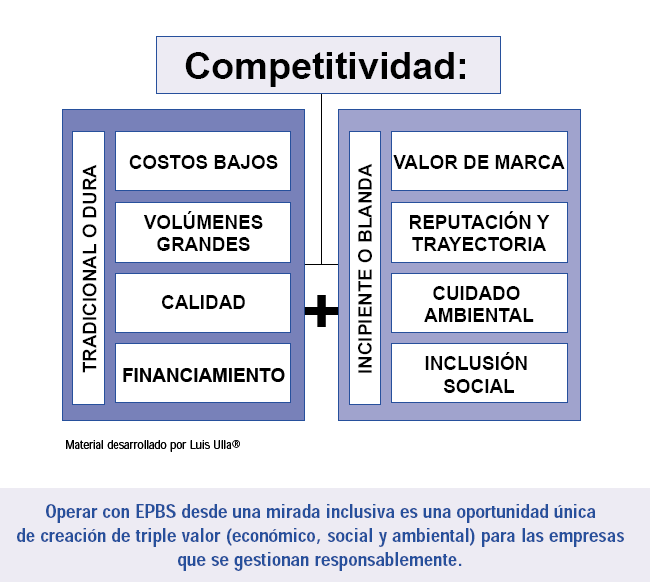 Competitividad:
TRADICIONAL O DURA
COSTOS BAJOS
VOLÚMENES
GRANDES
CALIDAD
FINANCIAMIENTO
+
INCIPIENTE O BLANDA
VALOR DE MARCA
REPUTACIÓN Y
TRAYECTORIA
CUIDADO
AMBIENTAL
INCLUSIÓN
SOCIAL
Material desarrollado por Luis Ulla®
Operar con EPBS desde una mirada inclusiva es una oportunidad única
de creación de triple valor (económico, social y ambiental) para las empresas
que se gestionan responsablemente.